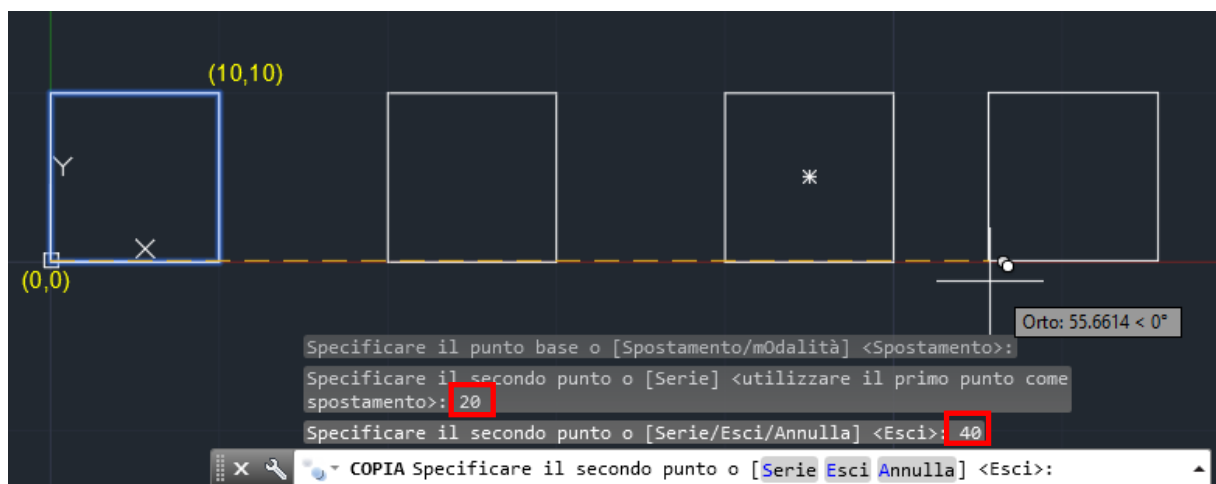 (10,10)
Y
X
(0,0)
Orto: 55.6614 < 0°
Specificare il punto base o [Spostamento/mOdalità] <Spostamento>:
Specificare il secondo punto o [Serie] <utilizzare il primo punto come
spostamento>: 20
Specificare il secondo punto o [Serie/Esci/Annulla] <Esci>: 40
COPIA Specificare il secondo punto o [Serie Esci Annulla] <Esci>: